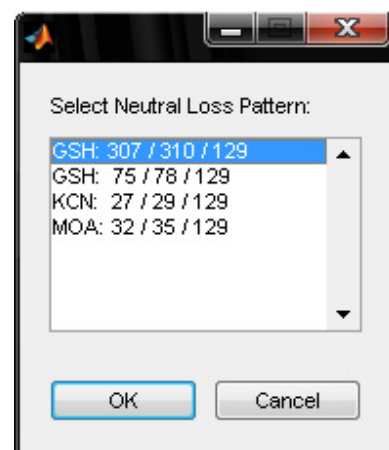 Select Neutral Loss Pattern:
GSH: 307 / 310 / 129
GSH: 75 / 78 / 129
KCN: 27 / 29 / 129
MOA: 32 / 35 / 129
OK Cancel